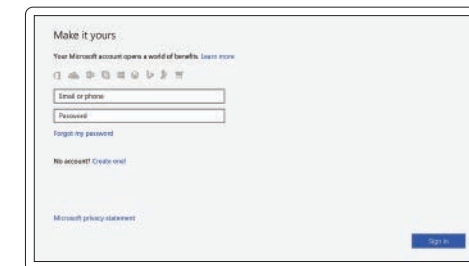 Make it yours
Your Microsoft account opens a world of benefits. Learn more
Email or phone
Password
Forgot my password
No account? Create one!
Microsoft privacy statement
Sign in